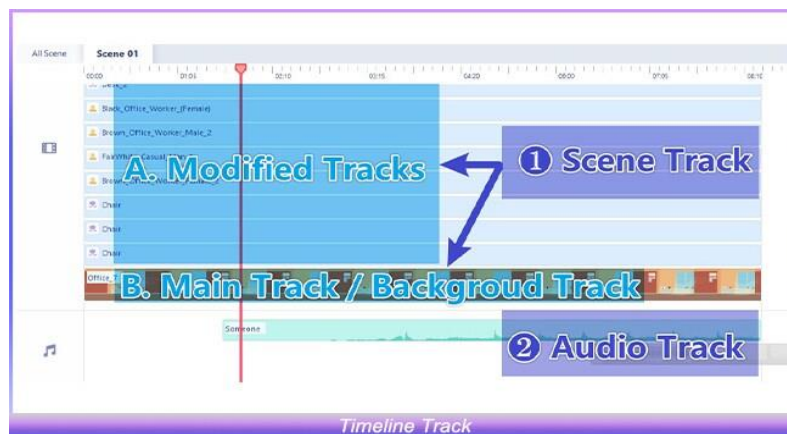 All Scene
Scene 01
00:00 01:05 02:10 03:15 04:20 06:00 07:05 08:10
Desk_2
Black_Office_Worker_(Female)
Brown_Office_Worker_Male_2
A. Modified Tracks
❶ Scene Track
Chair
Chair
Chair
B. Main Track / Backgroud Track
Someone
❷ Audio Track
Timeline Track